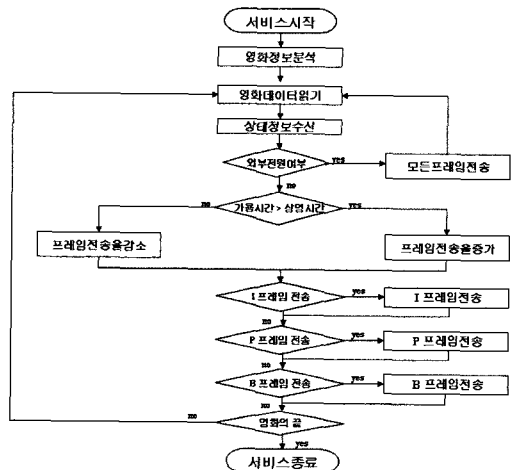 서비스시작
영화정보분석
영화데이터읽기
상태정보수신
외부전원여부
yes
모든프레임전송
no
no
가용시간 > 상영시간
yes
프레임전송율감소
프레임전송율증가
I 프레임 전송
yes
I 프레임전송
no
P 프레임 전송
yes
P 프레임전송
no
B 프레임 전송
yes
B 프레임전송
no
no
영화의 끝
yes
서비스종료